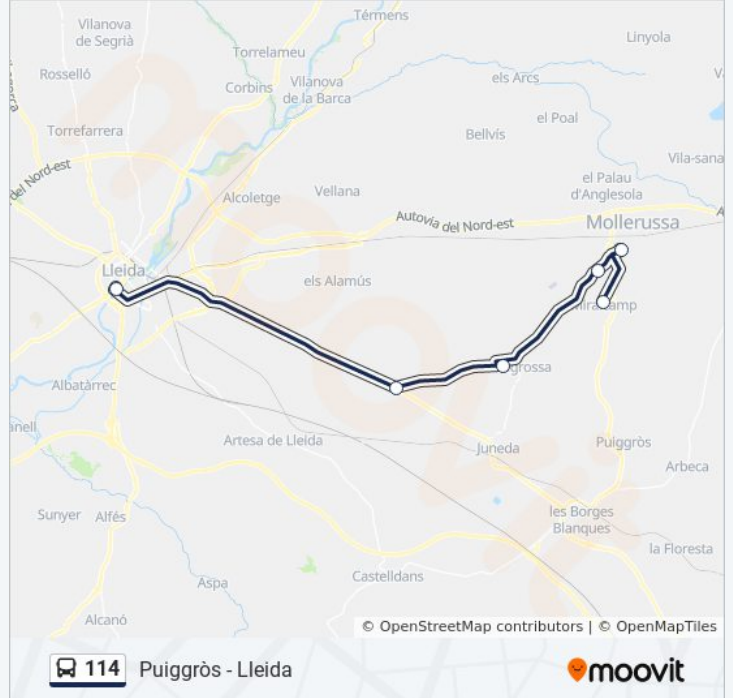 Térmens
Vilanova
de Segrià
Linyola
Torrelameu
Rosselló
Corbins
Vilanova
de la Barca
els Arcs
el Poal
Torrefarrera
Bellvís
Vila-sana
del Nord-est
el Palau
d'Anglesola
Alcoletge
Vellana
Autovia del Nord-est
A
Mollerussa
Lleida
els Alamús
Miralcamp
grossa
Albatàrrec
anell
Artesa de Lleida
Juneda
Puiggròs
Arbeca
Sunyer
Alfés
les Borges
Blanques
la Floresta
Aspa
Castelldans
Alcanó
© OpenStreetMap contributors | © OpenMapTiles
114 Puiggròs - Lleida
moovit